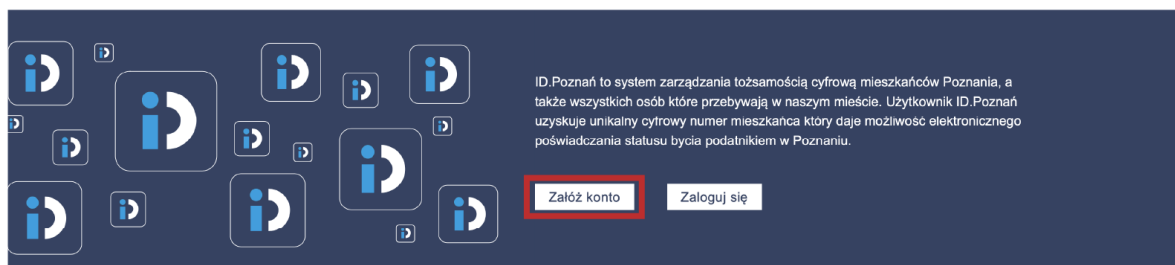 ID.Poznań to system zarządzania tożsamością cyfrową mieszkańców Poznania, a
także wszystkich osób które przebywają w naszym mieście. Użytkownik ID.Poznań
uzyskuje unikalny cyfrowy numer mieszkańca który daje możliwość elektronicznego
poświadczania statusu bycia podatnikiem w Poznaniu.
Załóż konto Zaloguj się